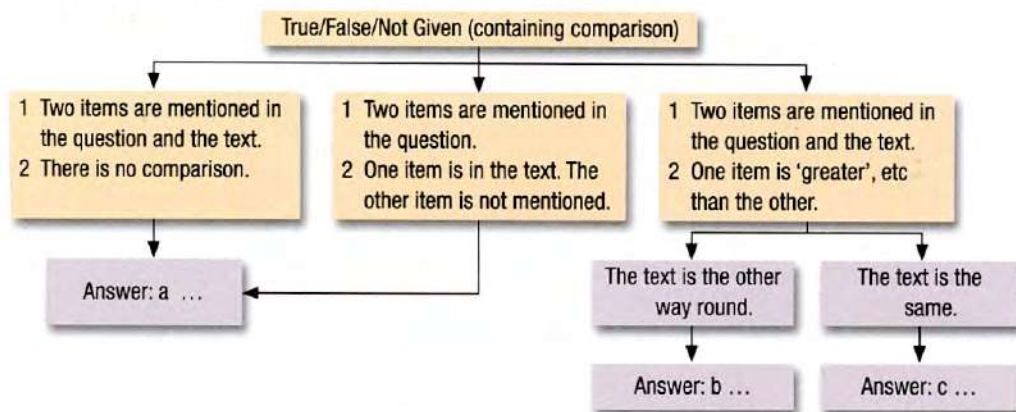 True/False/Not Given (containing comparison)
1 Two items are mentioned in
the question and the text.
2 There is no comparison.
1 Two items are mentioned in
the question.
2 One item is in the text. The
other item is not mentioned.
1 Two items are mentioned in
the question and the text.
2 One item is 'greater', etc
than the other.
Answer: a ...
The text is the other
way round.
The text is the
same.
Answer: b ...
Answer: c ...